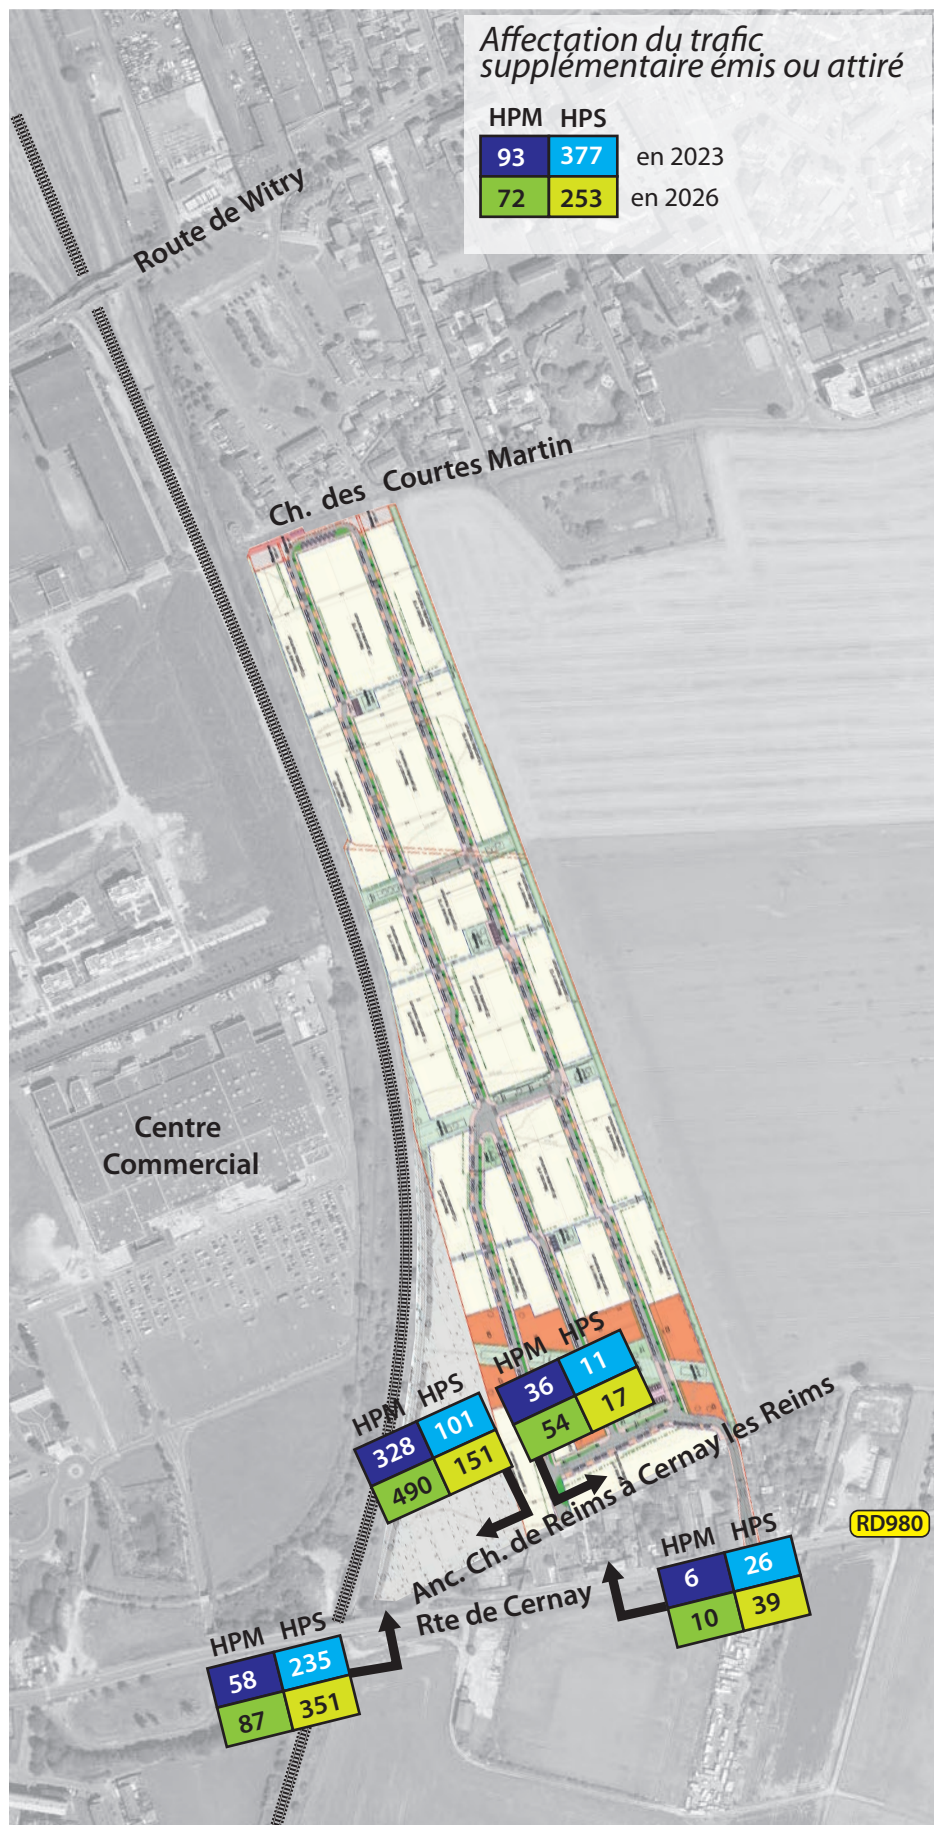 Affectation du trafic
supplémentaire émis ou attiré
HPM HPS
93 377 en 2023
72 253 en 2026
Route de Witry
Ch. des Courtes Martin
Centre
Commercial
HPM HPS
36 11
54 17
HPM HPS
328 101
490 151
Anc. Ch. de Reims à Cernay les Reims
RD980
HPM HPS
6 26
10 39
Rte de Cernay
HPM HPS
58 235
87 351